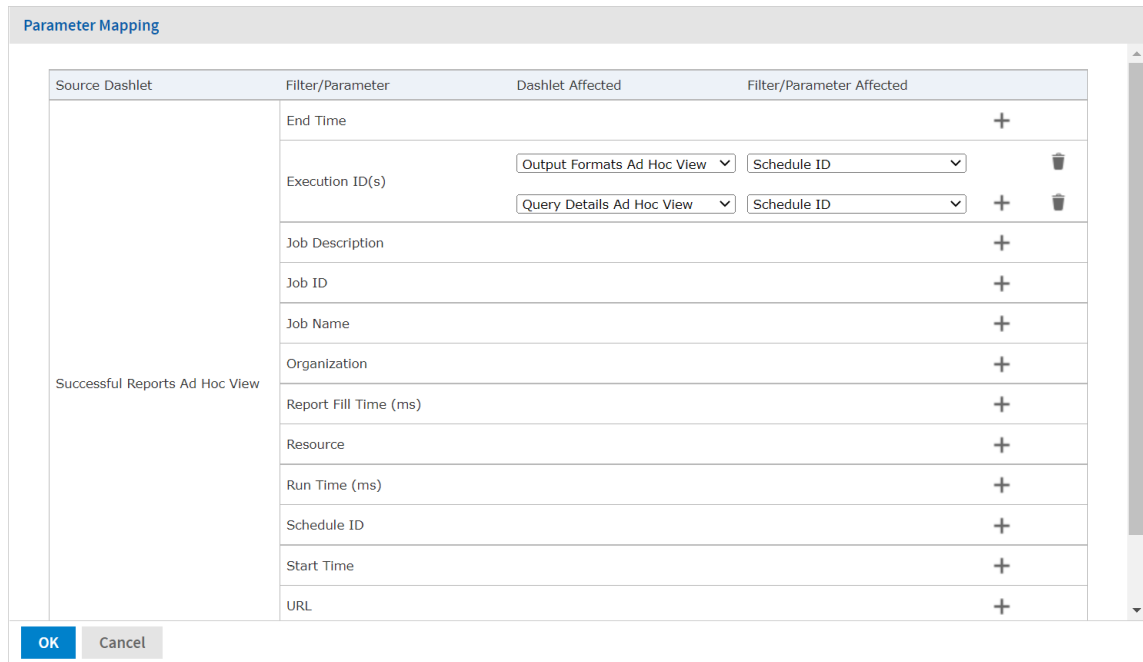 Parameter Mapping
Source Dashlet Filter/Parameter Dashlet Affected Filter/Parameter Affected
End Time
Output Formats Ad Hoc View Schedule ID
Execution ID(s)
Query Details Ad Hoc View Schedule ID
Job Description
Job ID
Job Name
Organization
Successful Reports Ad Hoc View
Report Fill Time (ms)
Resource
Run Time (ms)
Schedule ID
Start Time
URL
OK Cancel